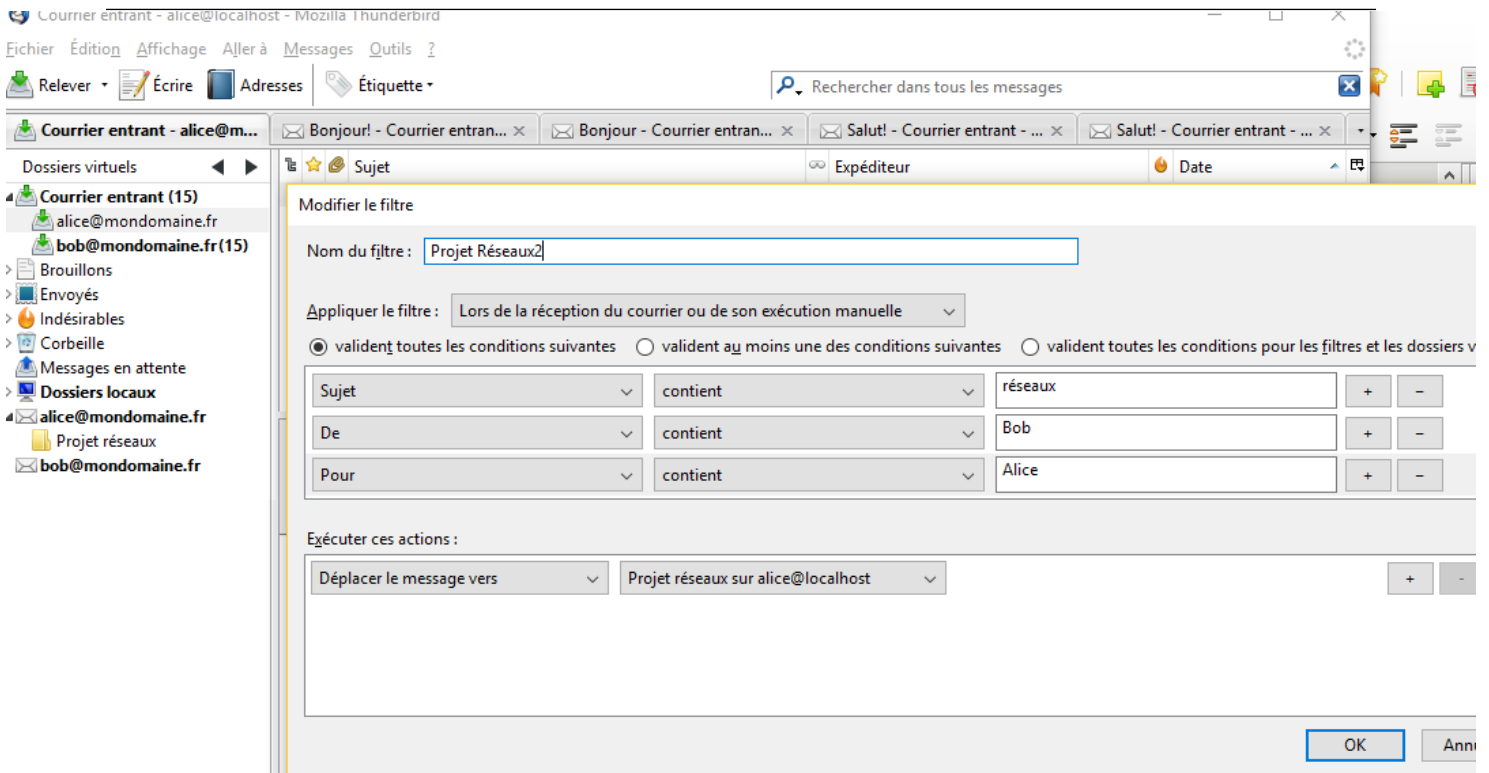 Courrier entrant - alice@localhost - Mozilla Thunderbird
Fichier Édition Affichage Aller à Messages Outils ?
Relever Écrire Adresses Étiquette Rechercher dans tous les messages
Courrier entrant - alice@m... Bonjour! - Courrier entran... Bonjour - Courrier entran... Salut! - Courrier entrant - ... Salut! - Courrier entrant - ...
Dossiers virtuels Sujet Expéditeur Date
Courrier entrant (15)
alice@mondomaine.fr
bob@mondomaine.fr(15)
Brouillons
Envoyés
Indésirables
Corbeille
Messages en attente
Dossiers locaux
alice@mondomaine.fr
Projet réseaux
bob@mondomaine.fr
Modifier le filtre
Nom du filtre : Projet Réseaux2
Appliquer le filtre : Lors de la réception du courrier ou de son exécution manuelle
valident toutes les conditions suivantes valident au moins une des conditions suivantes valident toutes les conditions pour les filtres et les dossiers v
Sujet contient réseaux + -
De contient Bob + -
Pour contient Alice + -
Exécuter ces actions :
Déplacer le message vers Projet réseaux sur alice@localhost + -
OK Annu